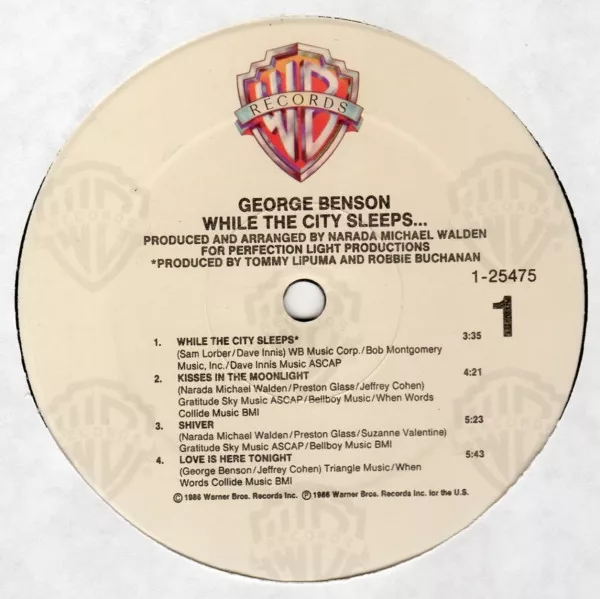 WB
RECORDS
GEORGE BENSON
WHILE THE CITY SLEEPS...
PRODUCED AND ARRANGED BY NARADA MICHAEL WALDEN
FOR PERFECTION LIGHT PRODUCTIONS
*PRODUCED BY TOMMY LiPUMA AND ROBBIE BUCHANAN
1-25475
1
1. WHILE THE CITY SLEEPS* 3:35
(Sam Lorber/Dave Innis) WB Music Corp./Bob Montgomery
Music, Inc./Dave Innis Music ASCAP
2. KISSES IN THE MOONLIGHT 4:21
(Narada Michael Walden/Preston Glass/Jeffrey Cohen)
Gratitude Sky Music ASCAP/Bellboy Music/When Words
Collide Music BMI
3. SHIVER 5:23
(Narada Michael Walden/Preston Glass/Suzanne Valentine)
Gratitude Sky Music ASCAP/Bellboy Music BMI
4. LOVE IS HERE TONIGHT 5:43
(George Benson/Jeffrey Cohen) Triangle Music/When
Words Collide Music BMI
©1986 Warner Bros. Records Inc. ℗1986 Warner Bros. Records Inc. for the U.S.